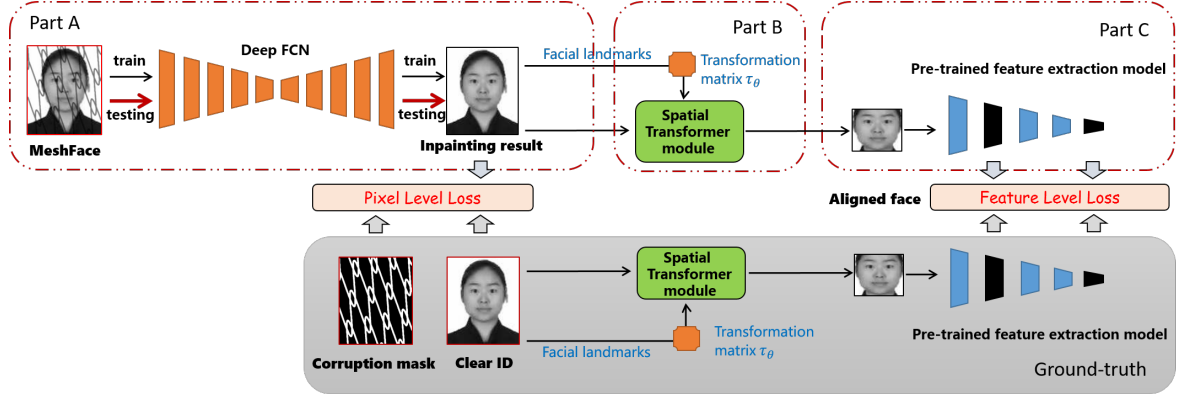 Part A
Deep FCN
train
testing
train
testing
MeshFace
Inpainting result
Part B
Facial landmarks
Transformation
matrix τθ
Spatial
Transformer
module
Part C
Pre-trained feature extraction model
Pixel Level Loss
Aligned face
Feature Level Loss
Corruption mask
Clear ID
Spatial
Transformer
module
Facial landmarks
Transformation
matrix τθ
Pre-trained feature extraction model
Ground-truth